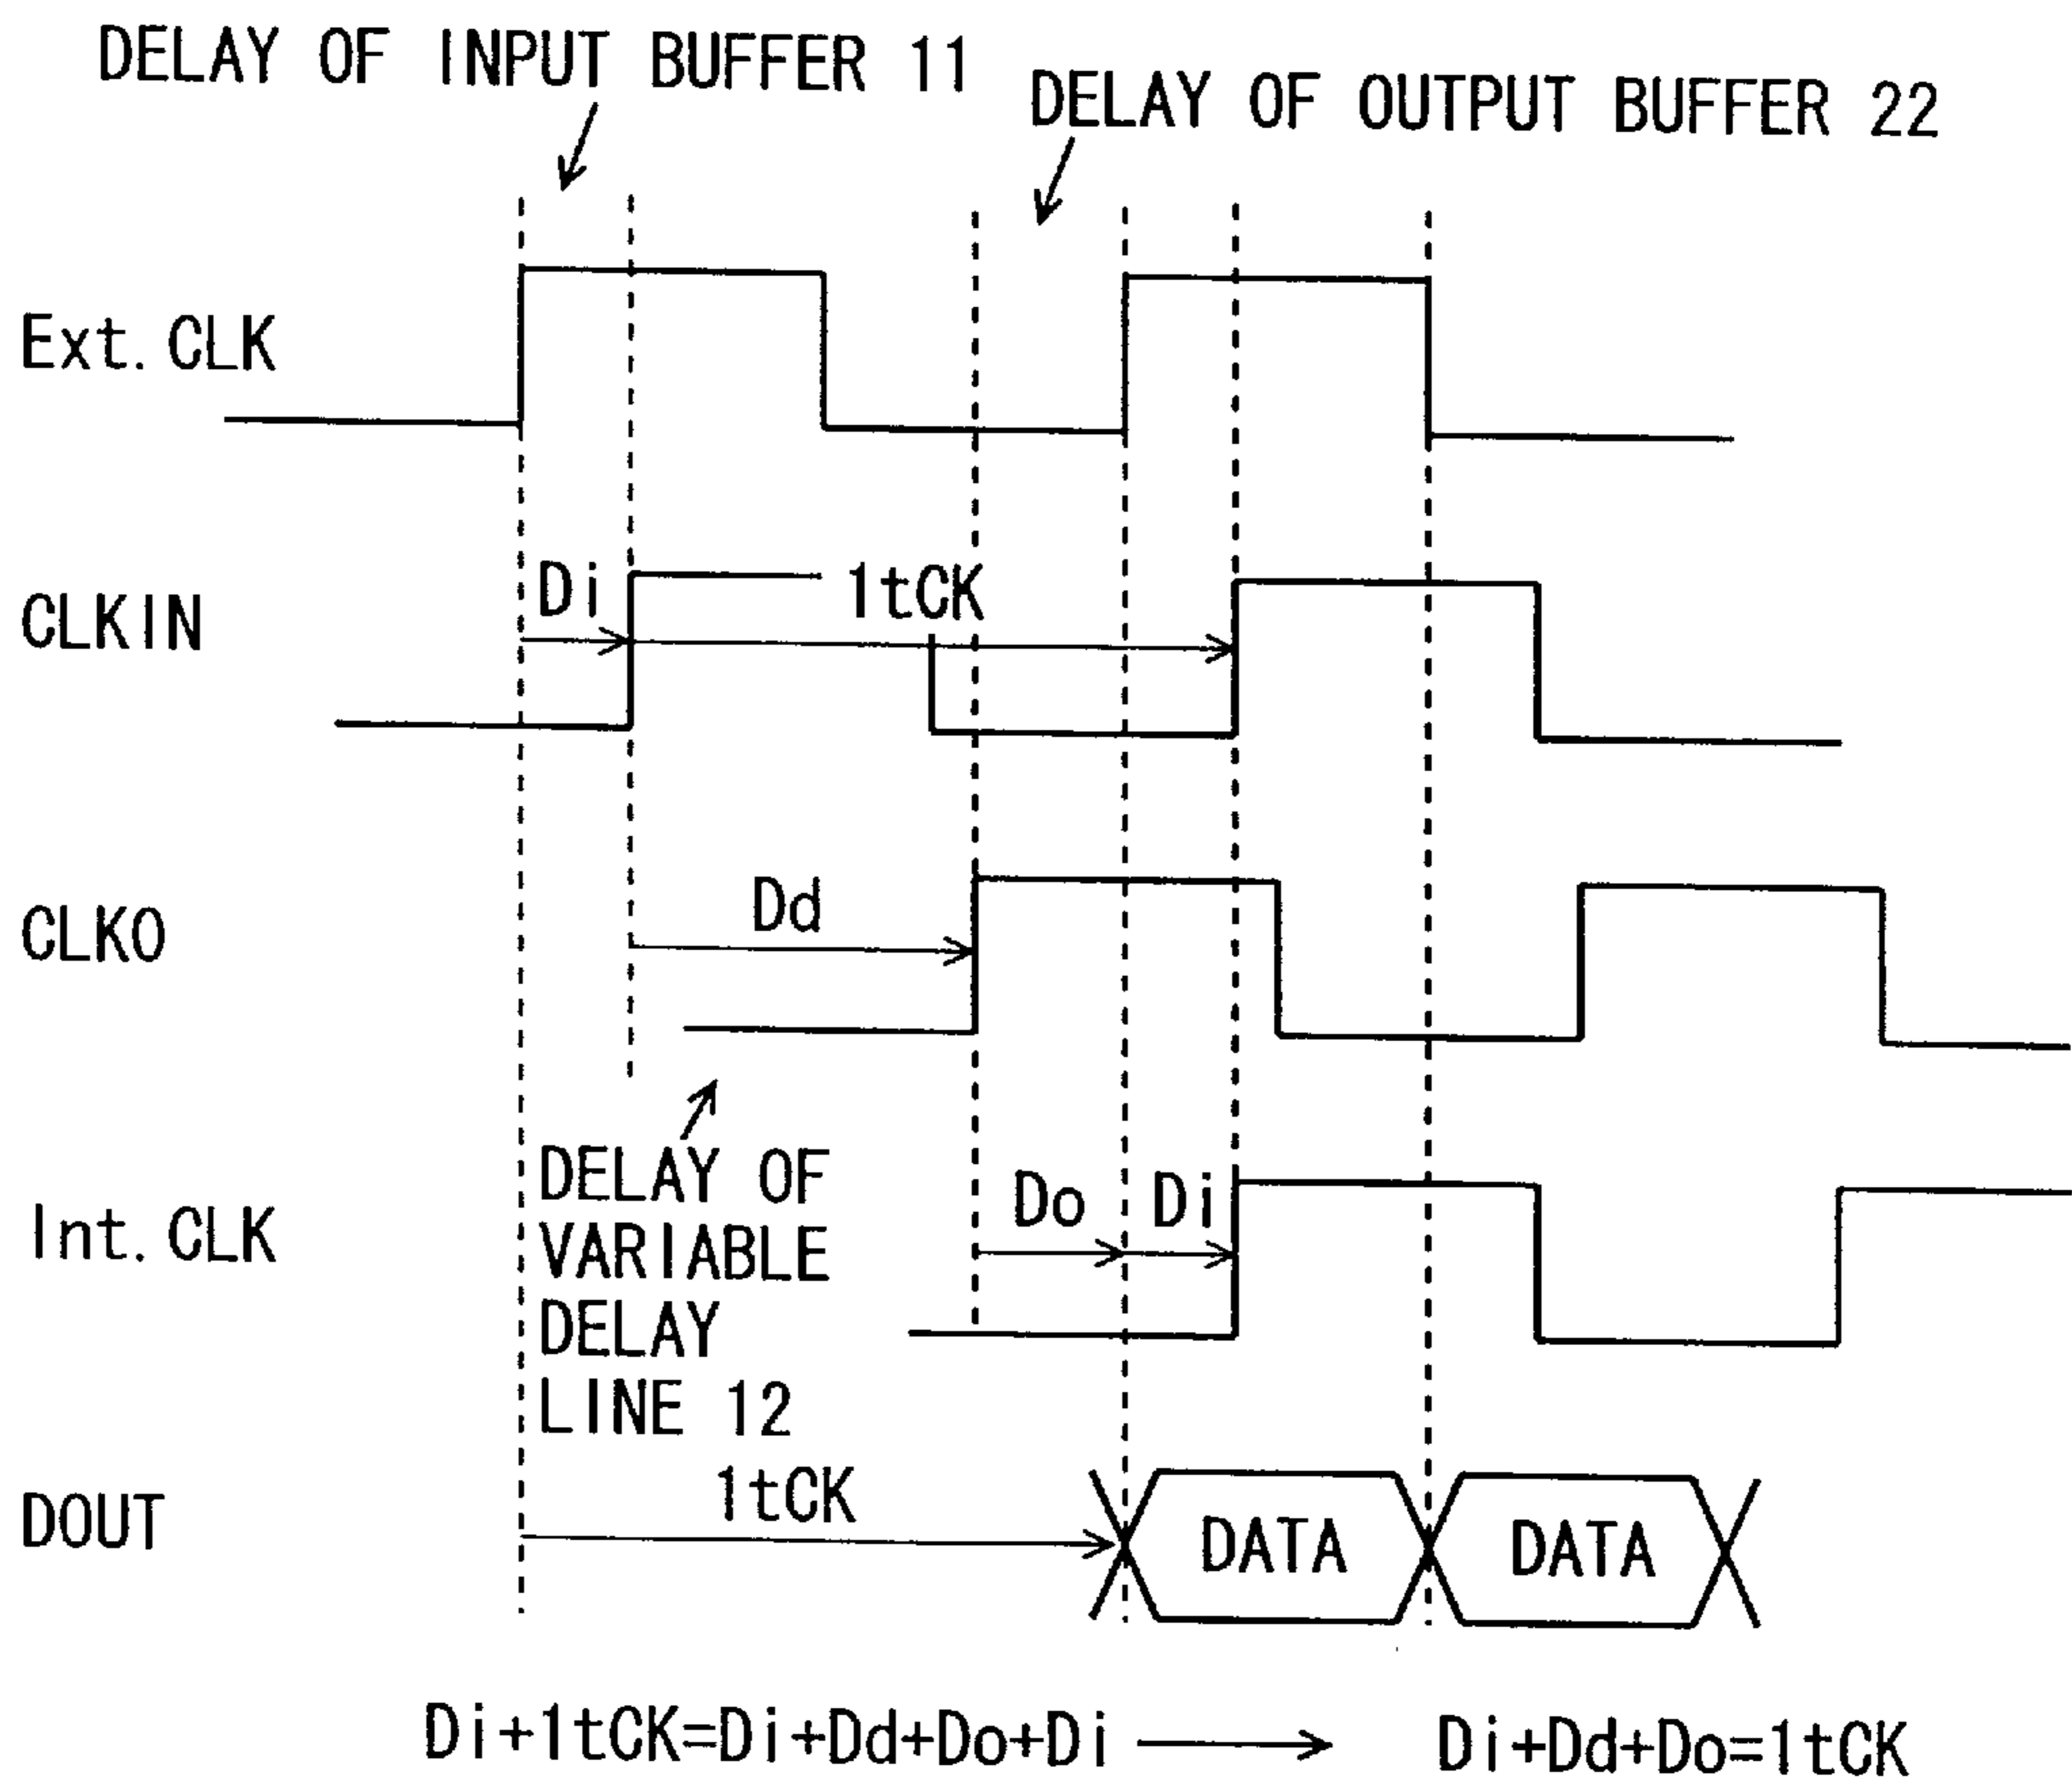 DELAY OF INPUT BUFFER 11
DELAY OF OUTPUT BUFFER 22
Ext. CLK
CLKIN
Di
1tCK
CLKO
Dd
Int. CLK
DELAY OF
VARIABLE
DELAY
LINE 12
Do
Di
DOUT
1tCK
DATA
DATA
Di+1tCK=Di+Dd+Do+Di
Di+Dd+Do=1tCK